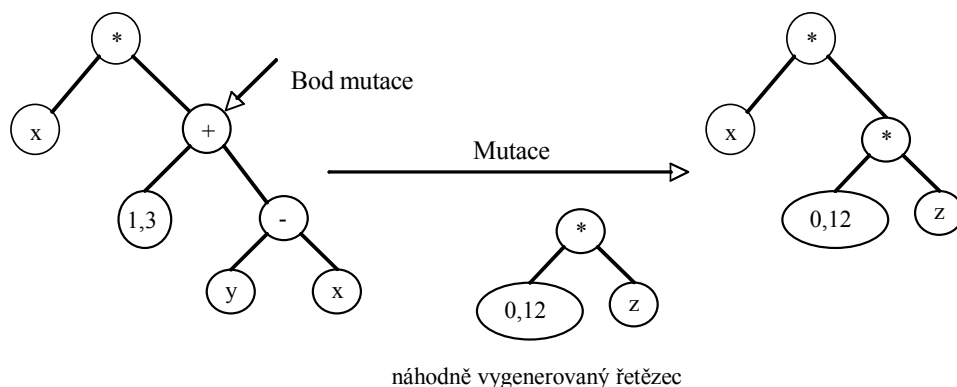 *
*
Bod mutace
x
+
x
*
Mutace
1,3
-
*
0,12
z
y
x
0,12
z
náhodně vygenerovaný řetězec